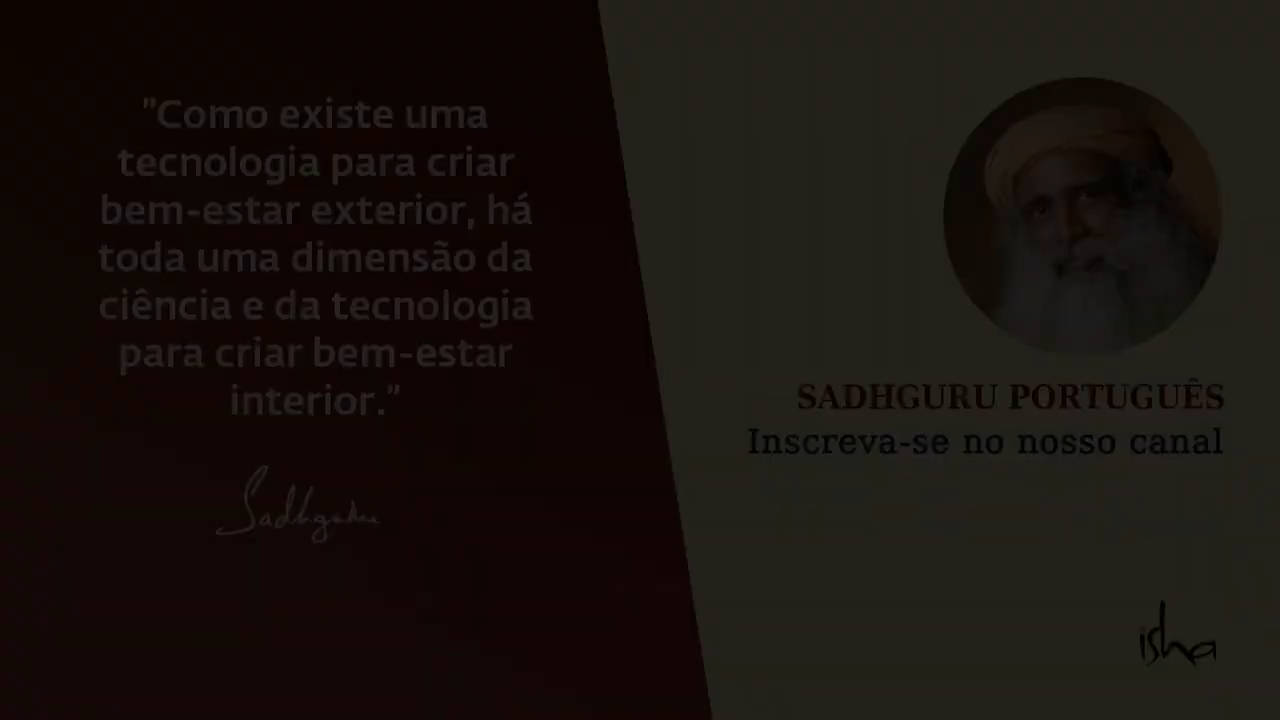 "Como existe uma
tecnologia para criar
bem-estar exterior, há
toda uma dimensão da
ciência e da tecnologia
para criar bem-estar
interior."
Sadhguru
SADHGURU PORTUGUÊS
Inscreva-se no nosso canal
isha